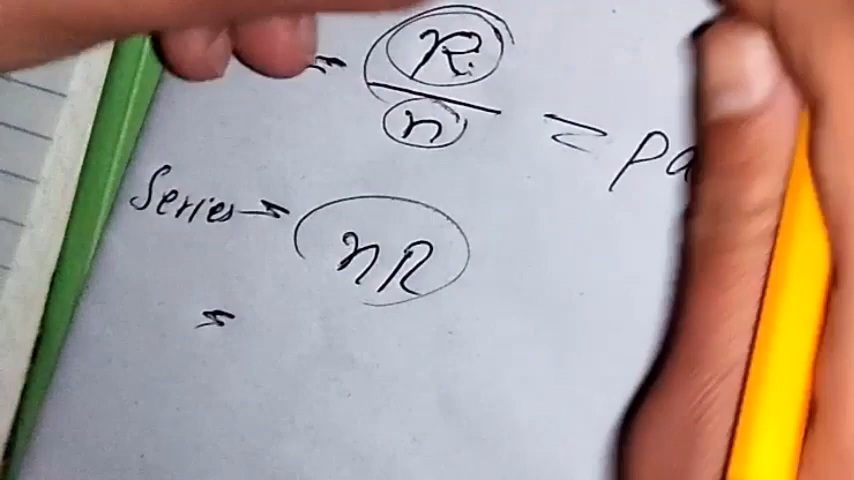 R
n
= Pa
Series → nR
=